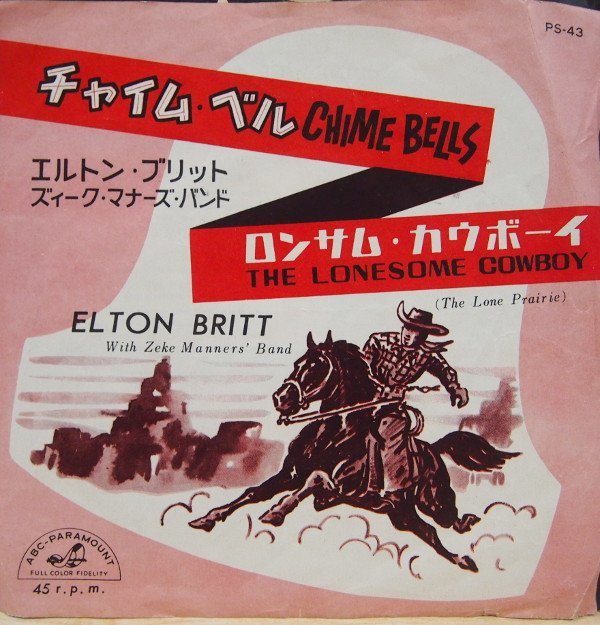 PS-43
チャイム・ベル CHIME BELLS
エルトン・ブリット
ズィーク・マナーズ・バンド
ロンサム・カウボーイ
THE LONESOME COWBOY
(The Lone Prairie)
ELTON BRITT
With Zeke Manners' Band
ABC-PARAMOUNT
FULL COLOR FIDELITY
45 r.p.m.